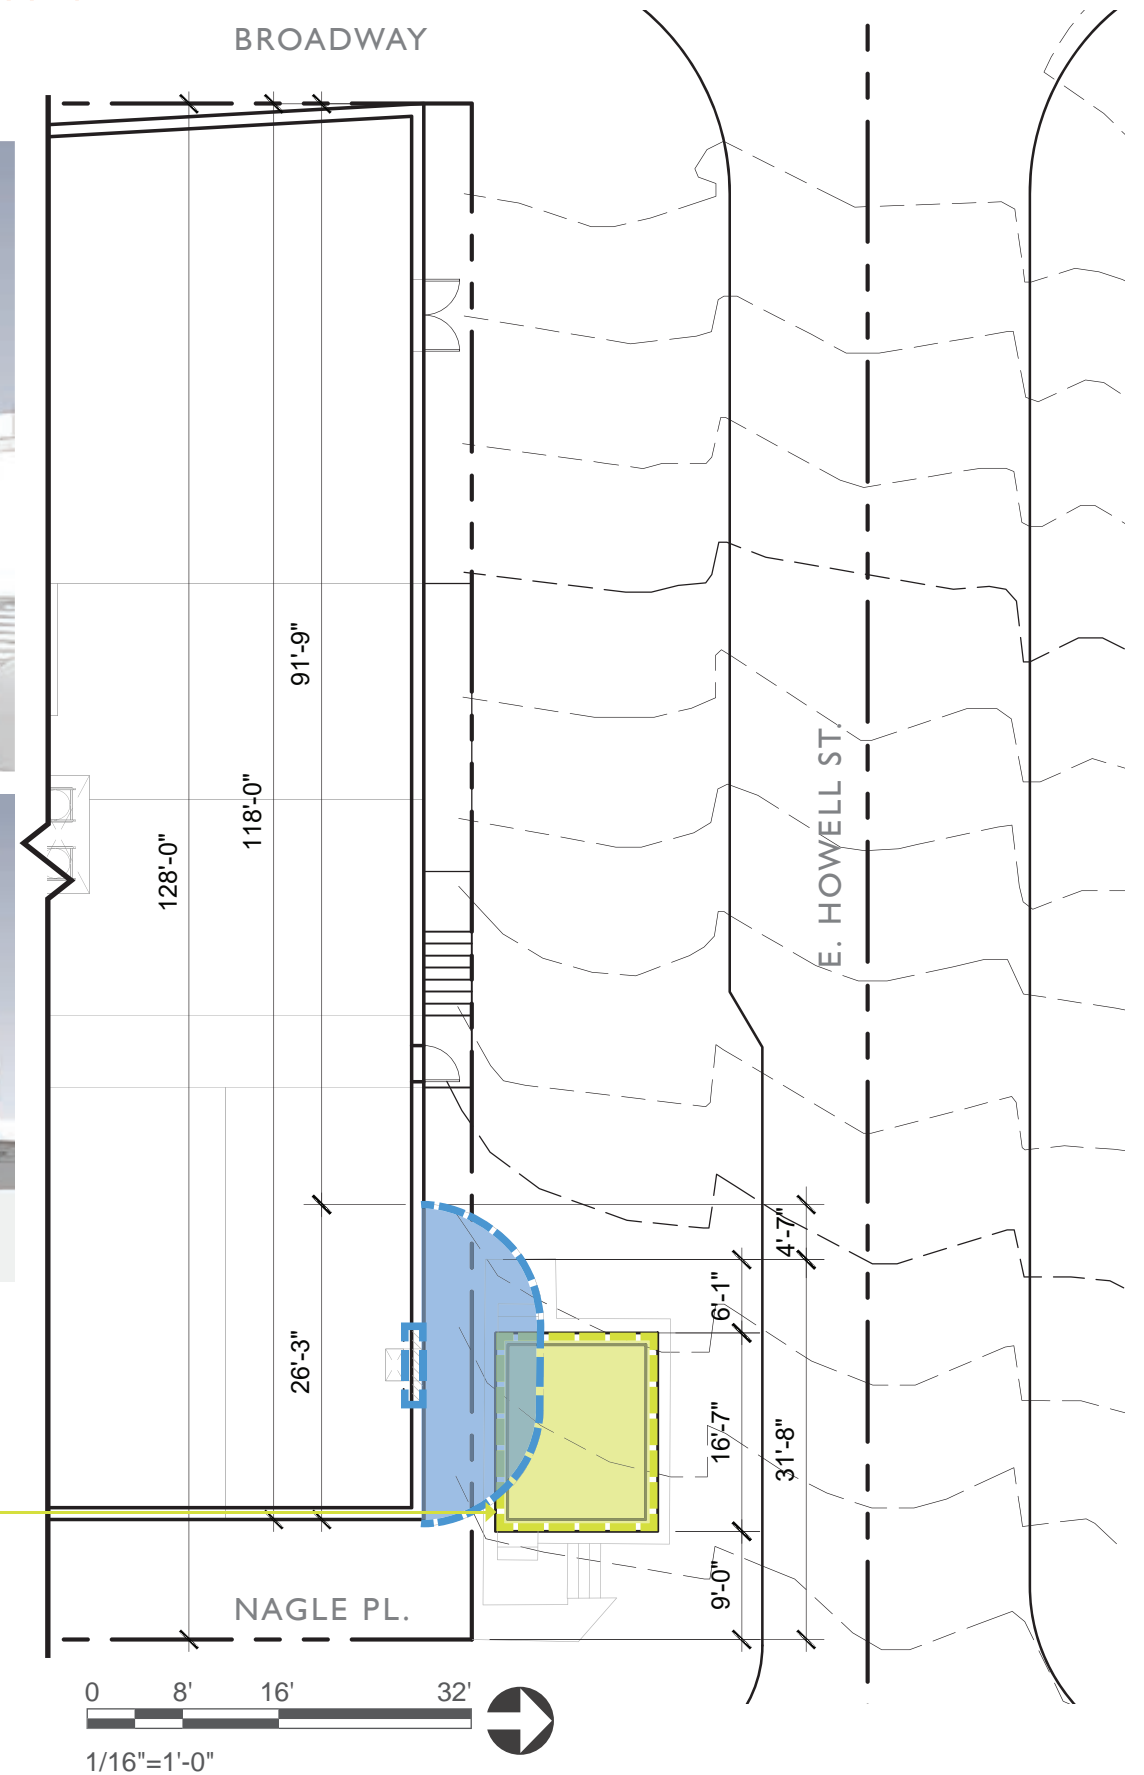 BROADWAY
91'-9"
118'-0"
128'-0"
E. HOWELL ST.
4'-7"
6'-1"
26'-3"
16'-7"
31'-8"
9'-0"
NAGLE PL.
0 8' 16' 32'
1/16"=1'-0"